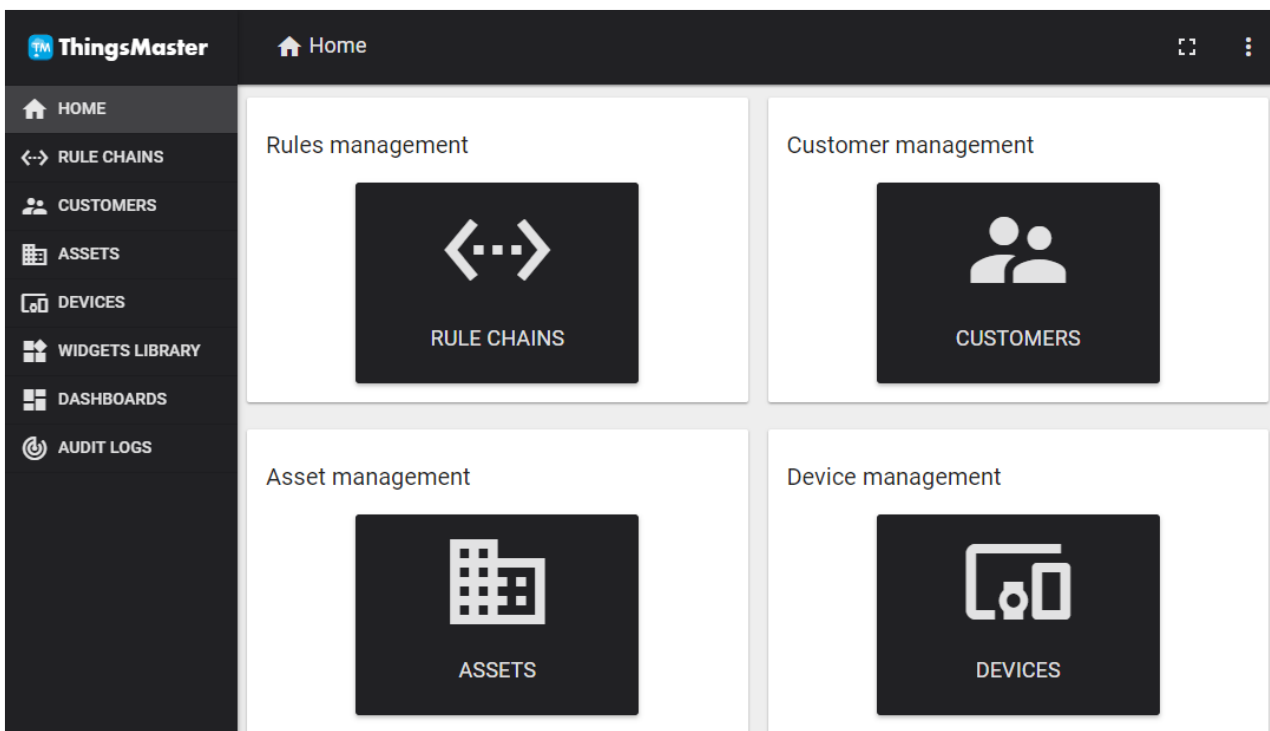 TM ThingsMaster
Home
HOME
RULE CHAINS
CUSTOMERS
ASSETS
DEVICES
WIDGETS LIBRARY
DASHBOARDS
AUDIT LOGS
Rules management
RULE CHAINS
Customer management
CUSTOMERS
Asset management
ASSETS
Device management
DEVICES